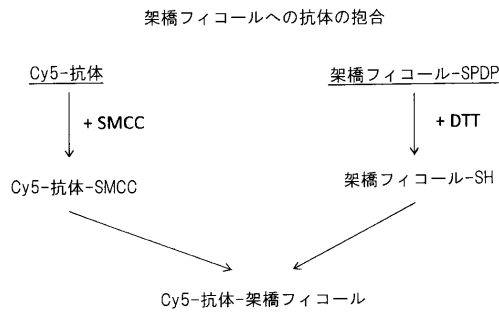 架橋フィコールへの抗体の抱合
Cy5-抗体
架橋フィコール-SPDP
+ SMCC
+ DTT
Cy5-抗体-SMCC
架橋フィコール-SH
Cy5-抗体-架橋フィコール